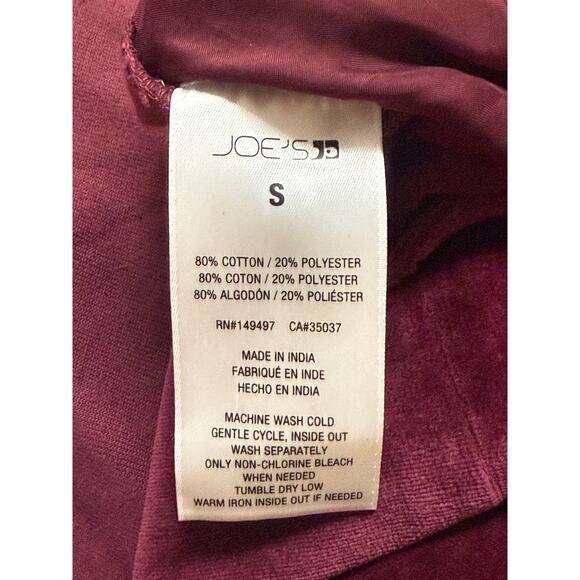 JOE'S
S
80% COTTON / 20% POLYESTER
80% COTON / 20% POLYESTER
80% ALGODÓN / 20% POLIÉSTER
RN#149497 CA#35037
MADE IN INDIA
FABRIQUÉ EN INDE
HECHO EN INDIA
MACHINE WASH COLD
GENTLE CYCLE, INSIDE OUT
WASH SEPARATELY
ONLY NON-CHLORINE BLEACH
WHEN NEEDED
TUMBLE DRY LOW
WARM IRON INSIDE OUT IF NEEDED